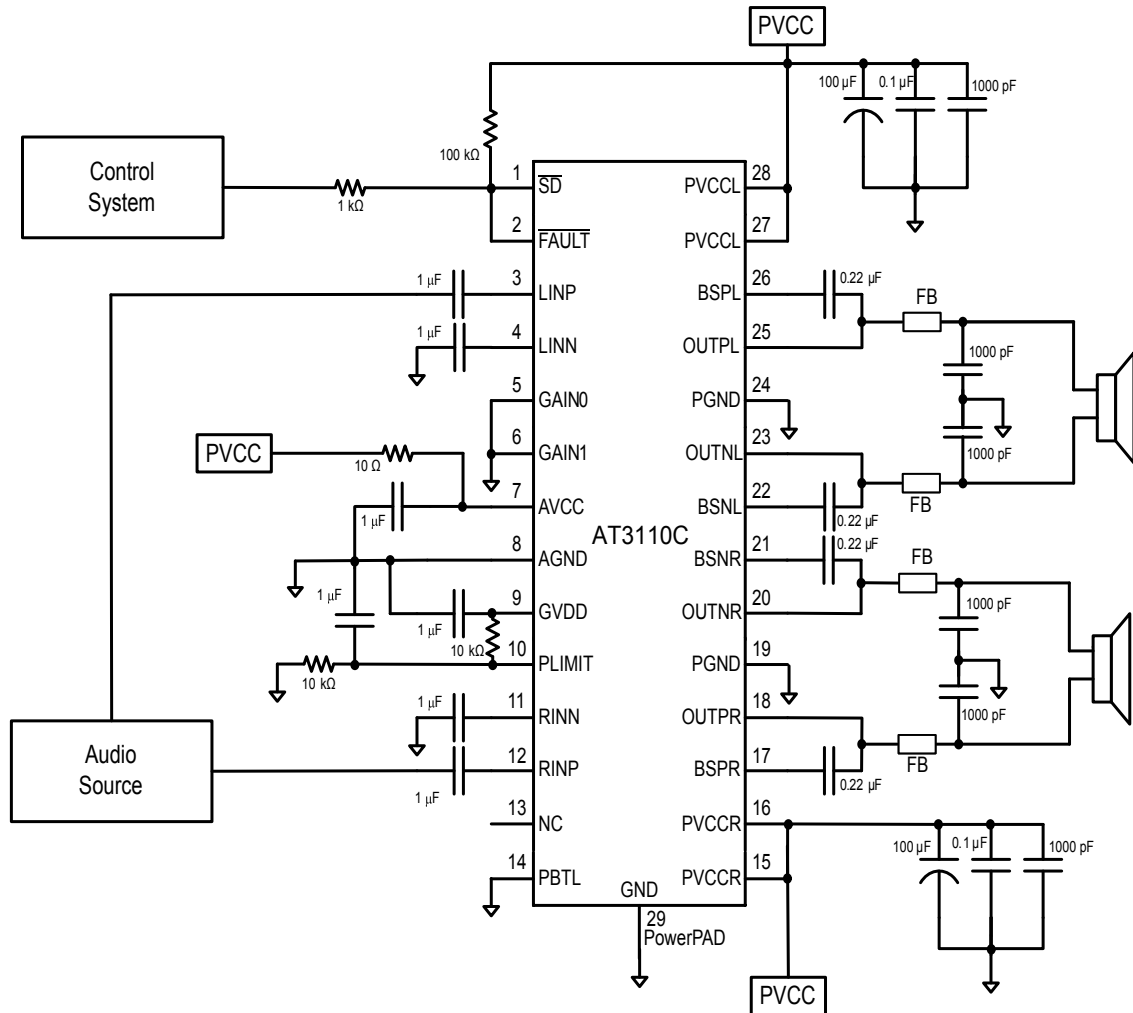 PVCC
100 µF
0.1 µF
1000 pF
Control
System
100 kΩ
1 kΩ
1
SD
28
PVCCL
2
FAULT
27
PVCCL
1 µF
3
LINP
26
BSPL
0.22 µF
FB
1 µF
4
LINN
25
OUTPL
1000 pF
5
GAIN0
24
PGND
PVCC
10 Ω
6
GAIN1
23
OUTNL
1000 pF
FB
1 µF
7
AVCC
22
BSNL
0.22 µF
AT3110C
8
AGND
21
BSNR
0.22 µF
FB
1 µF
1 µF
9
GVDD
20
OUTNR
1000 pF
10 kΩ
10 kΩ
10
PLIMIT
19
PGND
1 µF
11
RINN
18
OUTPR
1000 pF
FB
Audio
Source
1 µF
12
RINP
17
BSPR
0.22 µF
13
NC
16
PVCCR
100 µF
0.1 µF
1000 pF
14
PBTL
15
PVCCR
GND
29
PowerPAD
PVCC